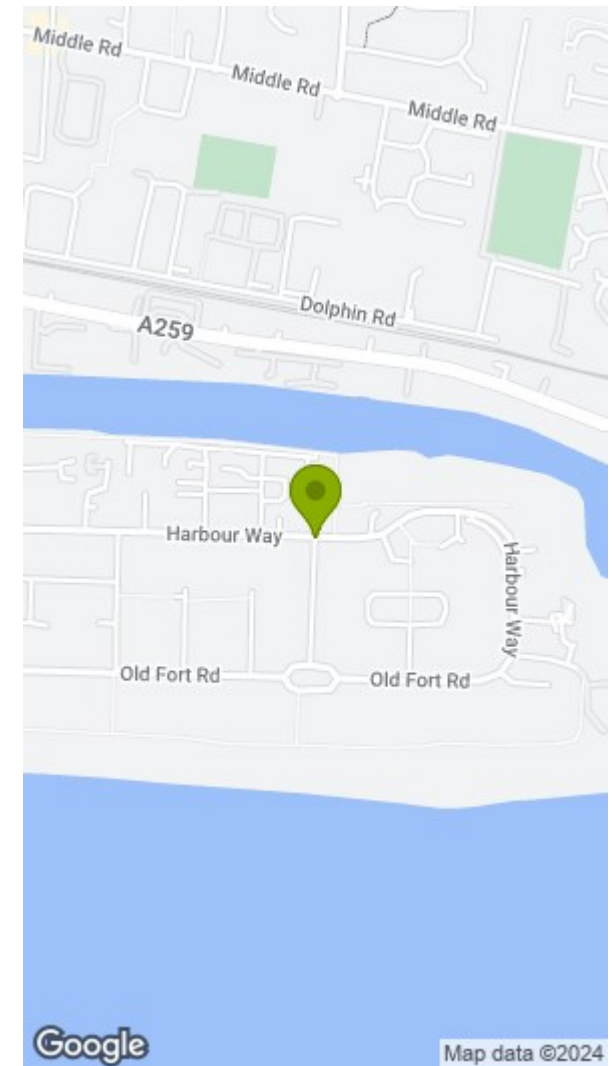 Middle Rd
Middle Rd
Middle Rd
Dolphin Rd
A259
Harbour Way
Harbour Way
Old Fort Rd
Old Fort Rd
Google
Map data ©2024